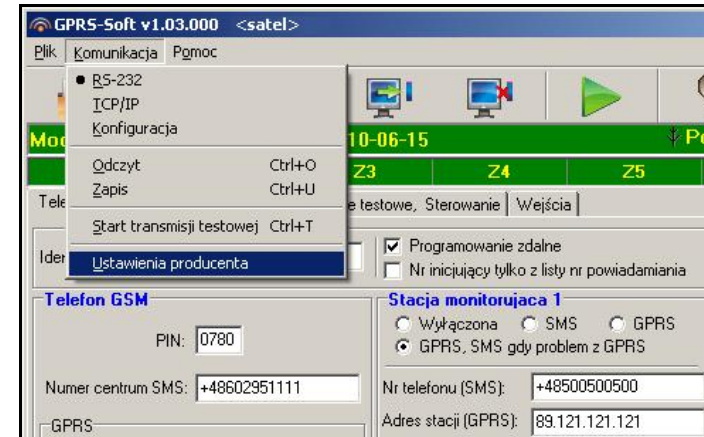 GPRS-Soft v1.03.000 <satel>
Plik Komunikacja Pomoc
RS-232
TCP/IP
Konfiguracja
Odczyt Ctrl+O
Zapis Ctrl+U
Start transmisji testowej Ctrl+T
Ustawienia producenta
10-06-15
Z3 Z4 Z5
testowe, Sterowanie Wejścia
Programowanie zdalne
Nr inicjujący tylko z listy nr powiadamiania
Telefon GSM
PIN: 0780
Numer centrum SMS: +48602951111
GPRS
Stacja monitorujaca 1
Wyłączona SMS GPRS
GPRS, SMS gdy problem z GPRS
Nr telefonu (SMS): +48500500500
Adres stacji (GPRS): 89.121.121.121